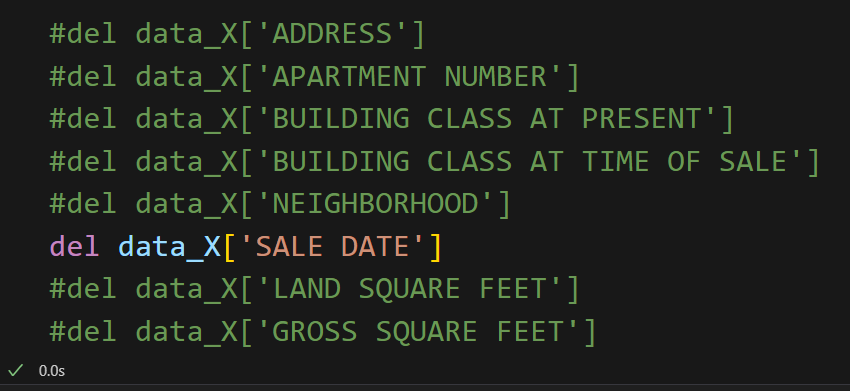 #del data_X['ADDRESS']
#del data_X['APARTMENT NUMBER']
#del data_X['BUILDING CLASS AT PRESENT']
#del data_X['BUILDING CLASS AT TIME OF SALE']
#del data_X['NEIGHBORHOOD']
del data_X['SALE DATE']
#del data_X['LAND SQUARE FEET']
#del data_X['GROSS SQUARE FEET']
0.0s